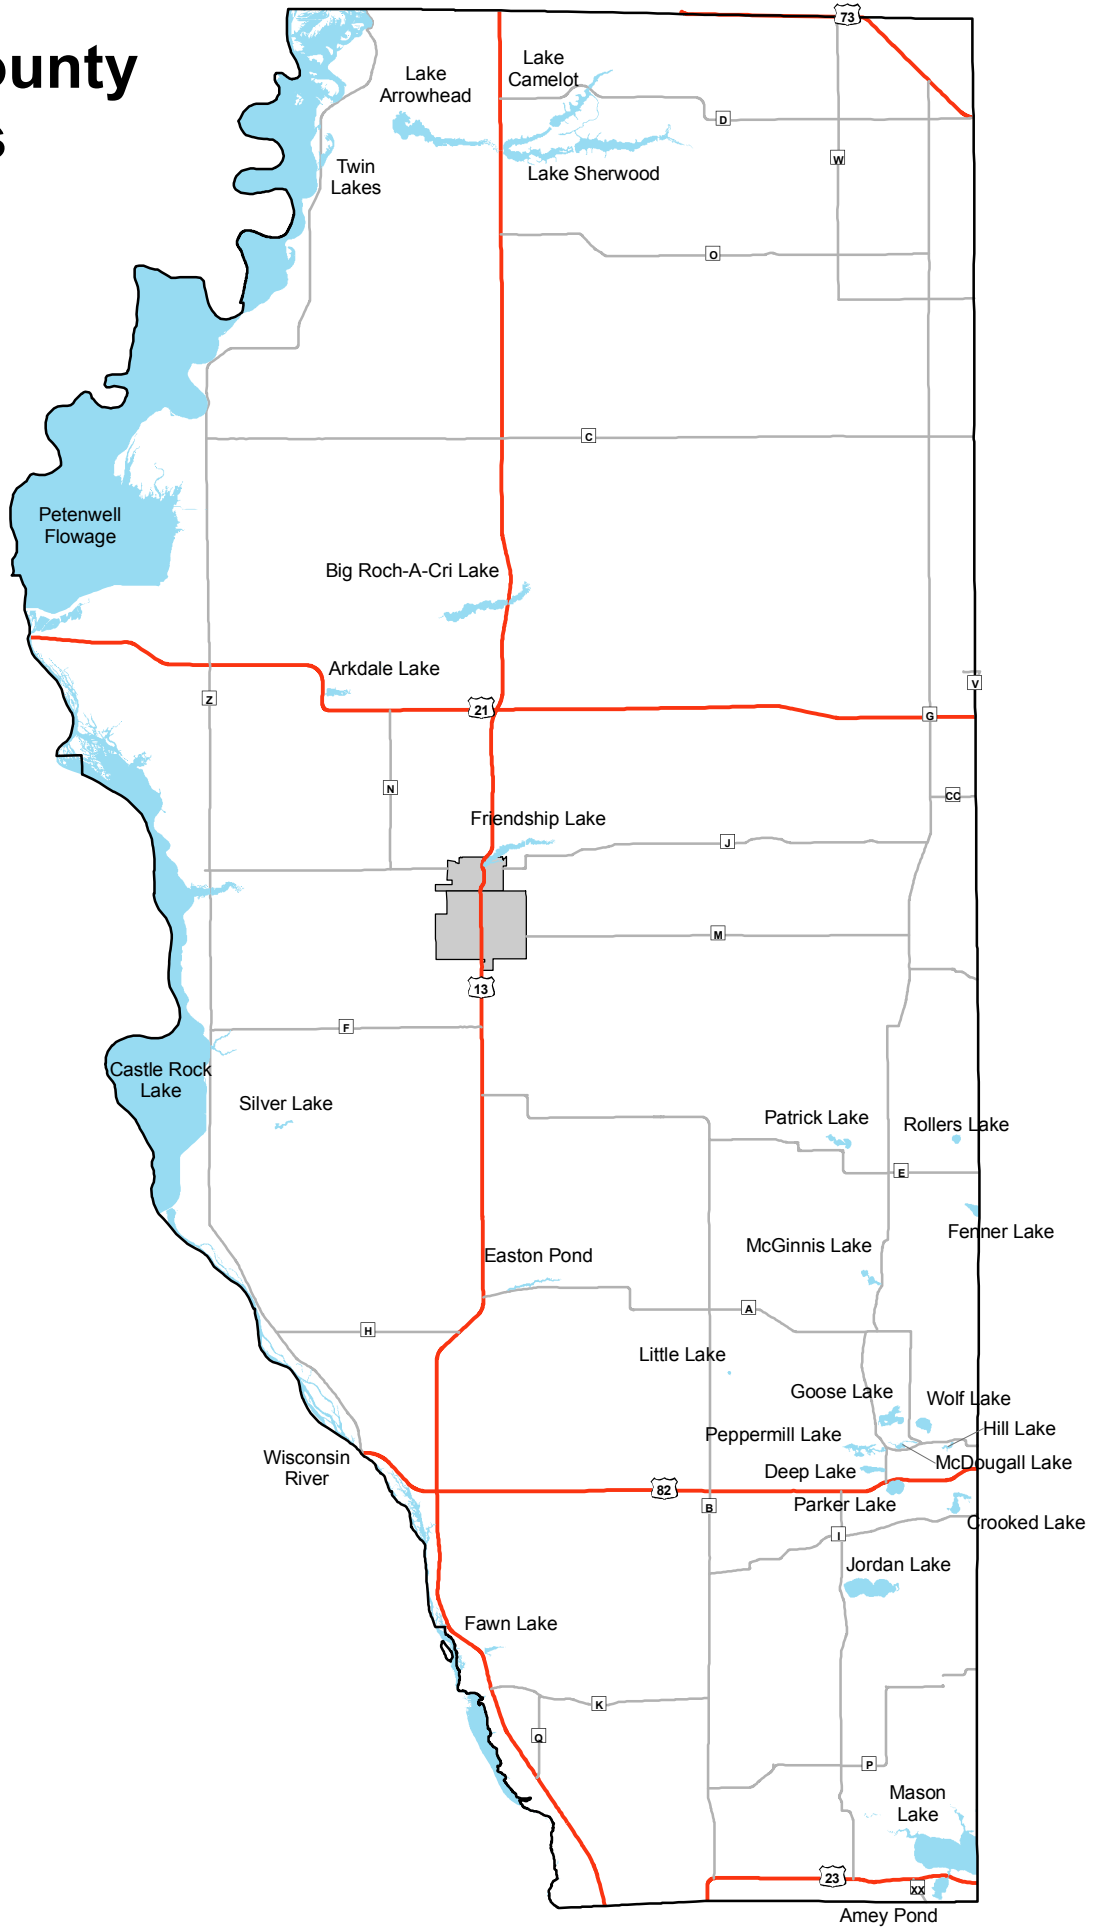 ounty
s
73
Lake
Camelot
Lake
Arrowhead
D
W
Twin
Lakes
Lake Sherwood
O
C
Petenwell
Flowage
Big Roch-A-Cri Lake
Arkdale Lake
Z
V
21
G
N
CC
Friendship Lake
J
M
13
F
Castle Rock
Lake
Silver Lake
Patrick Lake
Rollers Lake
E
Fenner Lake
McGinnis Lake
Easton Pond
A
H
Little Lake
Goose Lake
Wolf Lake
Hill Lake
Peppermill Lake
Wisconsin
River
McDougall Lake
Deep Lake
82
B
Parker Lake
Crooked Lake
I
Jordan Lake
Fawn Lake
K
Q
P
Mason
Lake
23
XX
Amey Pond